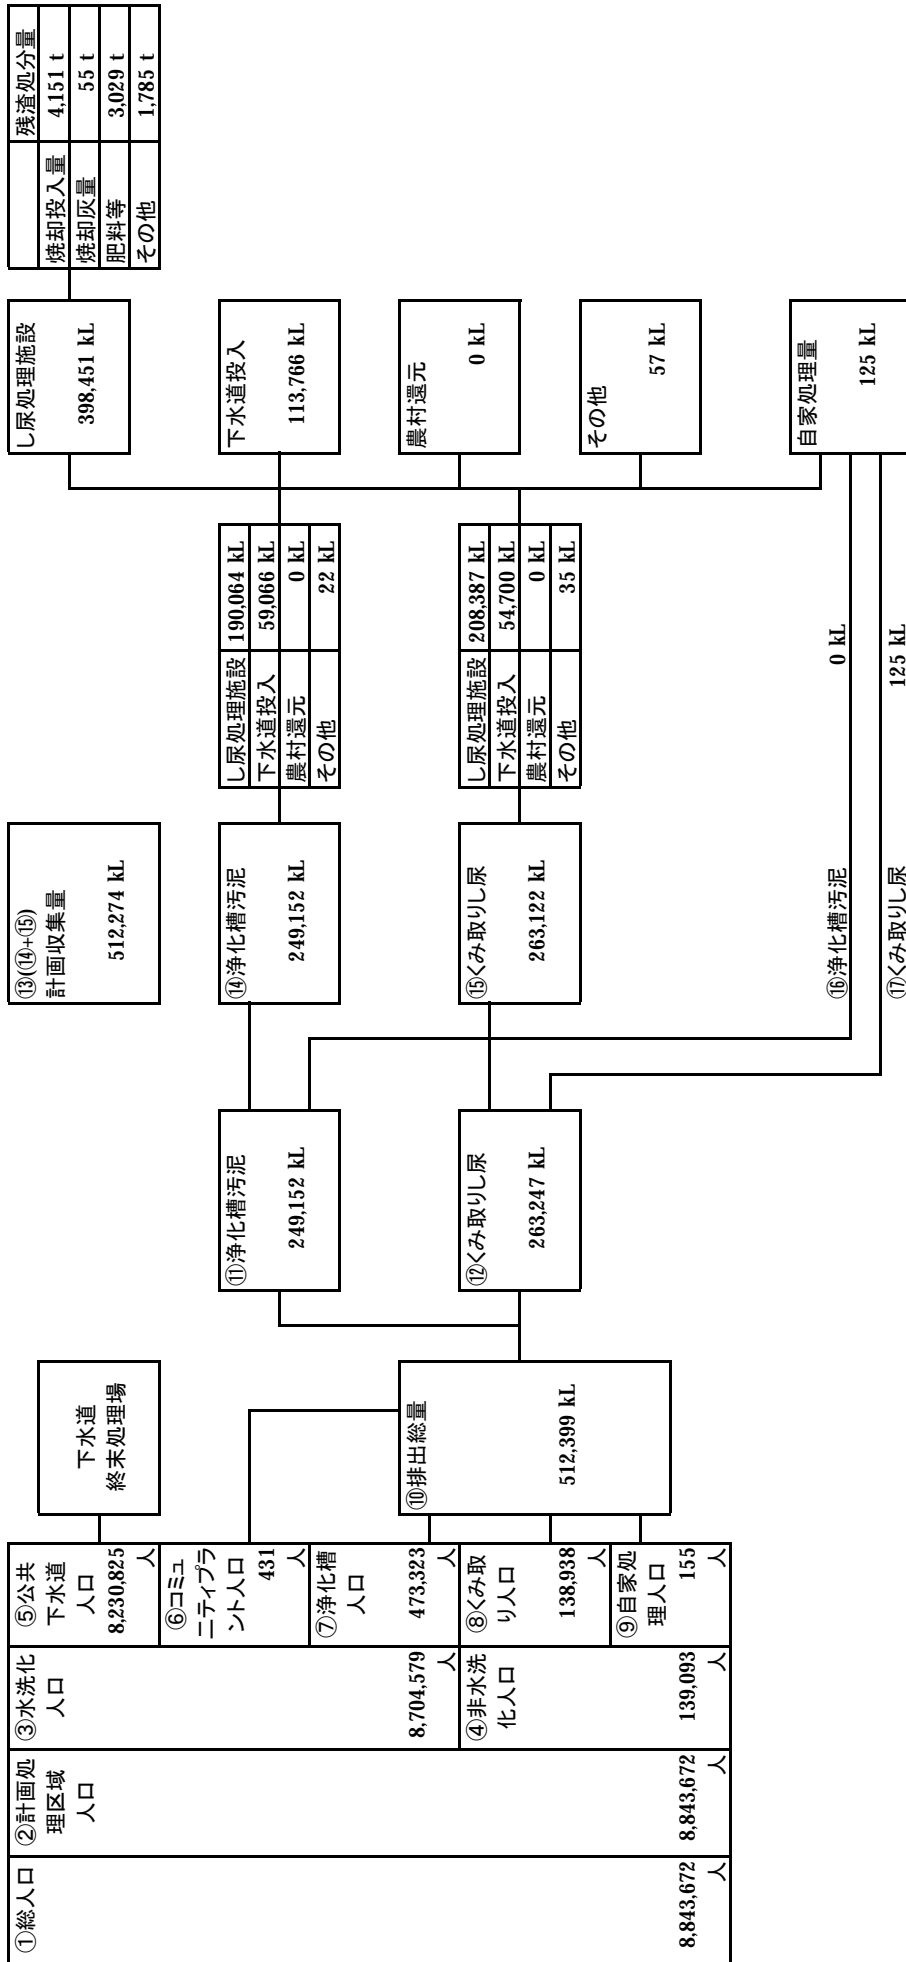 ①総人口
8,843,672
人
②計画処
理区域
人口
8,843,672
人
③水洗化
人口
8,704,579
人
④非水洗
化人口
139,093
人
⑤公共
下水道
人口
8,230,825
人
⑥コミュ
ニティプラ
ント人口
431
人
⑦浄化槽
人口
473,323
人
⑧くみ取
り人口
138,938
人
⑨自家処
理人口
155
人
下水道
終末処理場
⑩排出総量
512,399 kL
⑪浄化槽汚泥
249,152 kL
⑫くみ取りし尿
263,247 kL
⑬(⑭+⑮)
計画収集量
512,274 kL
⑭浄化槽汚泥
249,152 kL
⑮くみ取りし尿
263,122 kL
⑯浄化槽汚泥 0 kL
⑰くみ取りし尿 125 kL
し尿処理施設 190,064 kL
下水道投入 59,066 kL
農村還元 0 kL
その他 22 kL
し尿処理施設 208,387 kL
下水道投入 54,700 kL
農村還元 0 kL
その他 35 kL
し尿処理施設
398,451 kL
下水道投入
113,766 kL
農村還元
0 kL
その他
57 kL
自家処理量
125 kL
残渣処分量
焼却投入量 4,151 t
焼却灰量 55 t
肥料等 3,029 t
その他 1,785 t